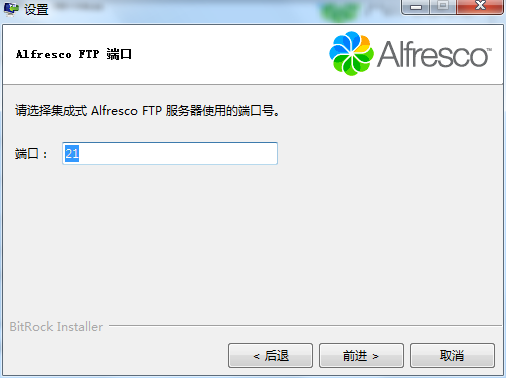 设置
Alfresco FTP 端口
Alfresco™
请选择集成式 Alfresco FTP 服务器使用的端口号。
端口：
21
BitRock Installer
< 后退
前进 >
取消